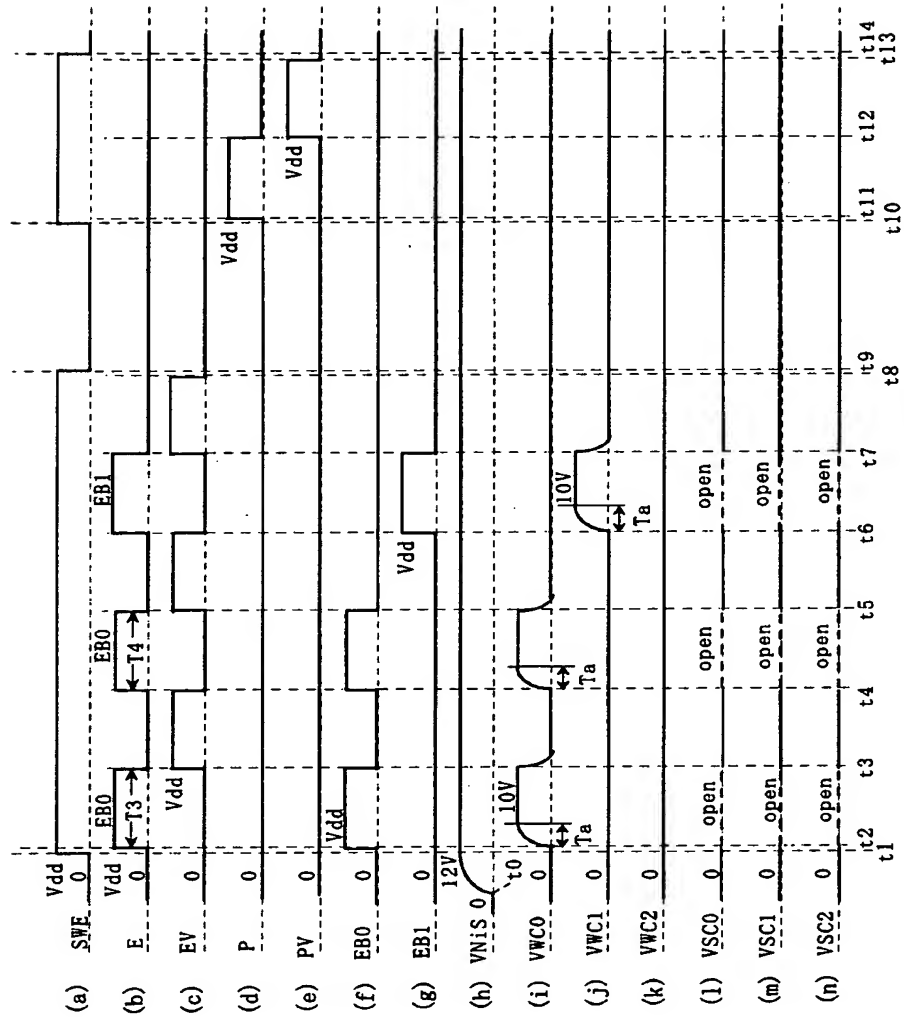 (a) SWE Vdd 0
(b) E Vdd 0 EB0 T3 EB0 T4 EB1
(c) EV 0 Vdd
(d) P 0 Vdd
(e) PV 0 Vdd
(f) EB0 0 Vdd
(g) EB1 0 Vdd
(h) VNiS 0 12V t0
(i) VWC0 0 10V Ta Ta
(j) VWC1 0 10V Ta
(k) VWC2 0
(l) VSC0 0 open open open
(m) VSC1 0 open open open
(n) VSC2 0 open open open
t1 t2 t3 t4 t5 t6 t7 t8 t9 t10 t11 t12 t13 t14